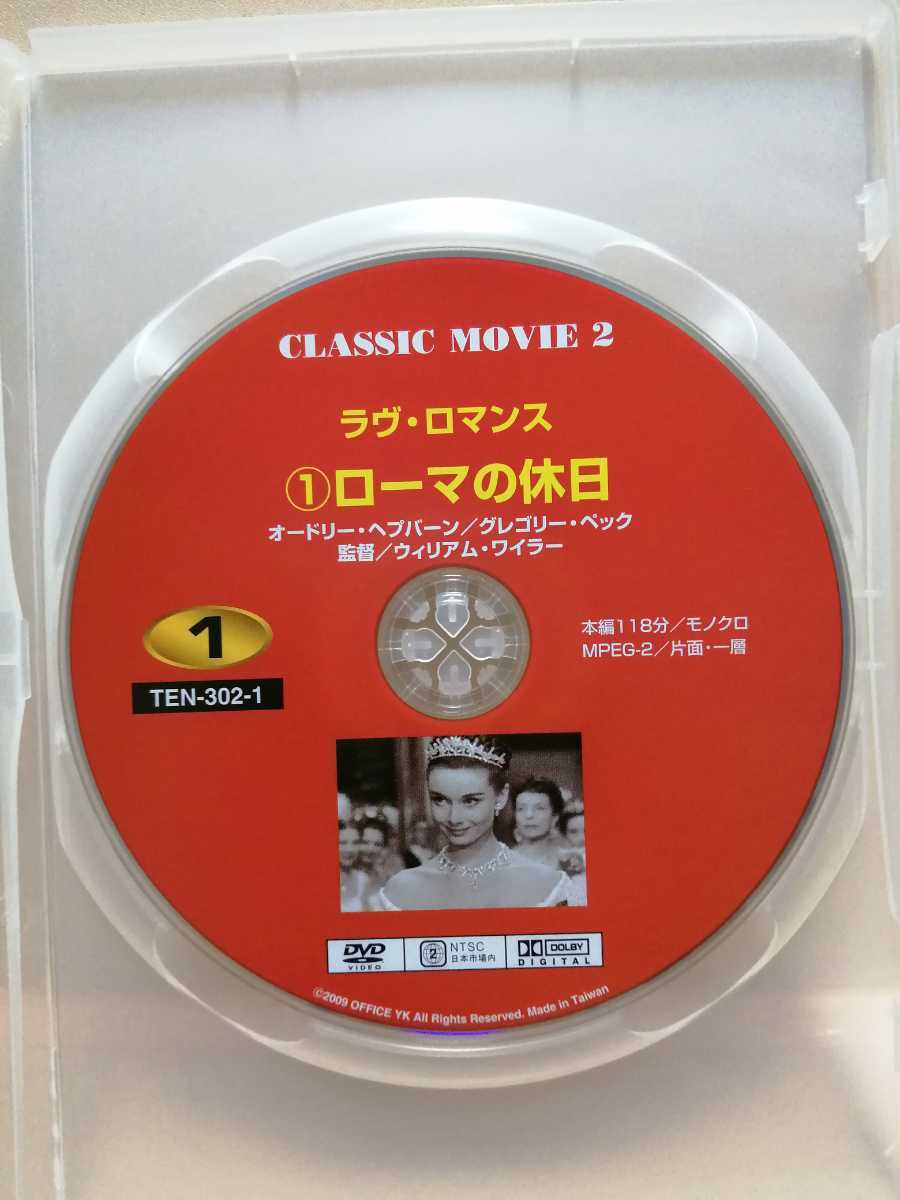 CLASSIC MOVIE 2
ラヴ・ロマンス
①ローマの休日
オードリー・ヘプバーン／グレゴリー・ペック
監督／ウィリアム・ワイラー
1
TEN-302-1
本編118分／モノクロ
MPEG-2／片面・一層
DVD
VIDEO
2
NTSC
日本市場内
DOLBY
DIGITAL
©2009 OFFICE YK All Rights Reserved. Made in Taiwan